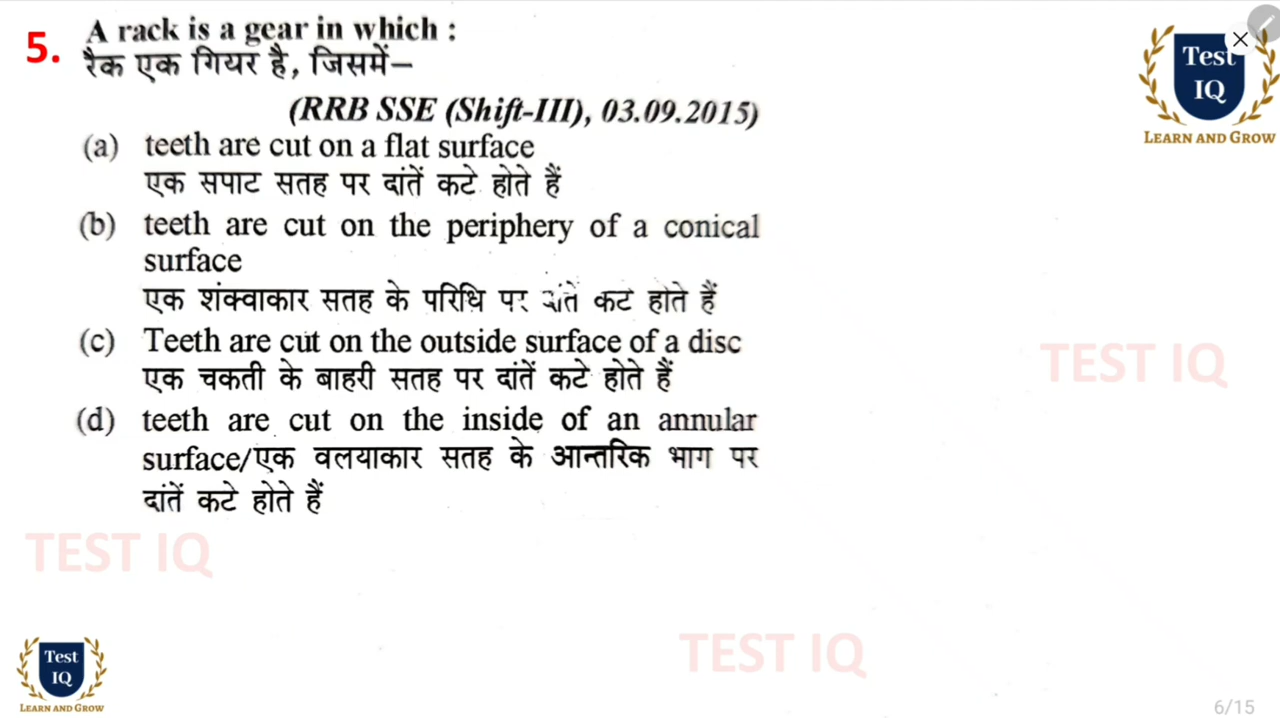 5. A rack is a gear in which :
रैक एक गियर है, जिसमें–
(RRB SSE (Shift-III), 03.09.2015)
(a) teeth are cut on a flat surface
एक सपाट सतह पर दांतें कटे होते हैं
(b) teeth are cut on the periphery of a conical
surface
एक शंक्वाकार सतह के परिधि पर दांतें कटे होते हैं
(c) Teeth are cut on the outside surface of a disc
एक चकती के बाहरी सतह पर दांतें कटे होते हैं
(d) teeth are cut on the inside of an annular
surface/एक वलयाकार सतह के आन्तरिक भाग पर
दांतें कटे होते हैं
Test
IQ
LEARN AND GROW
TEST IQ
TEST IQ
TEST IQ
Test
IQ
LEARN AND GROW
6/15